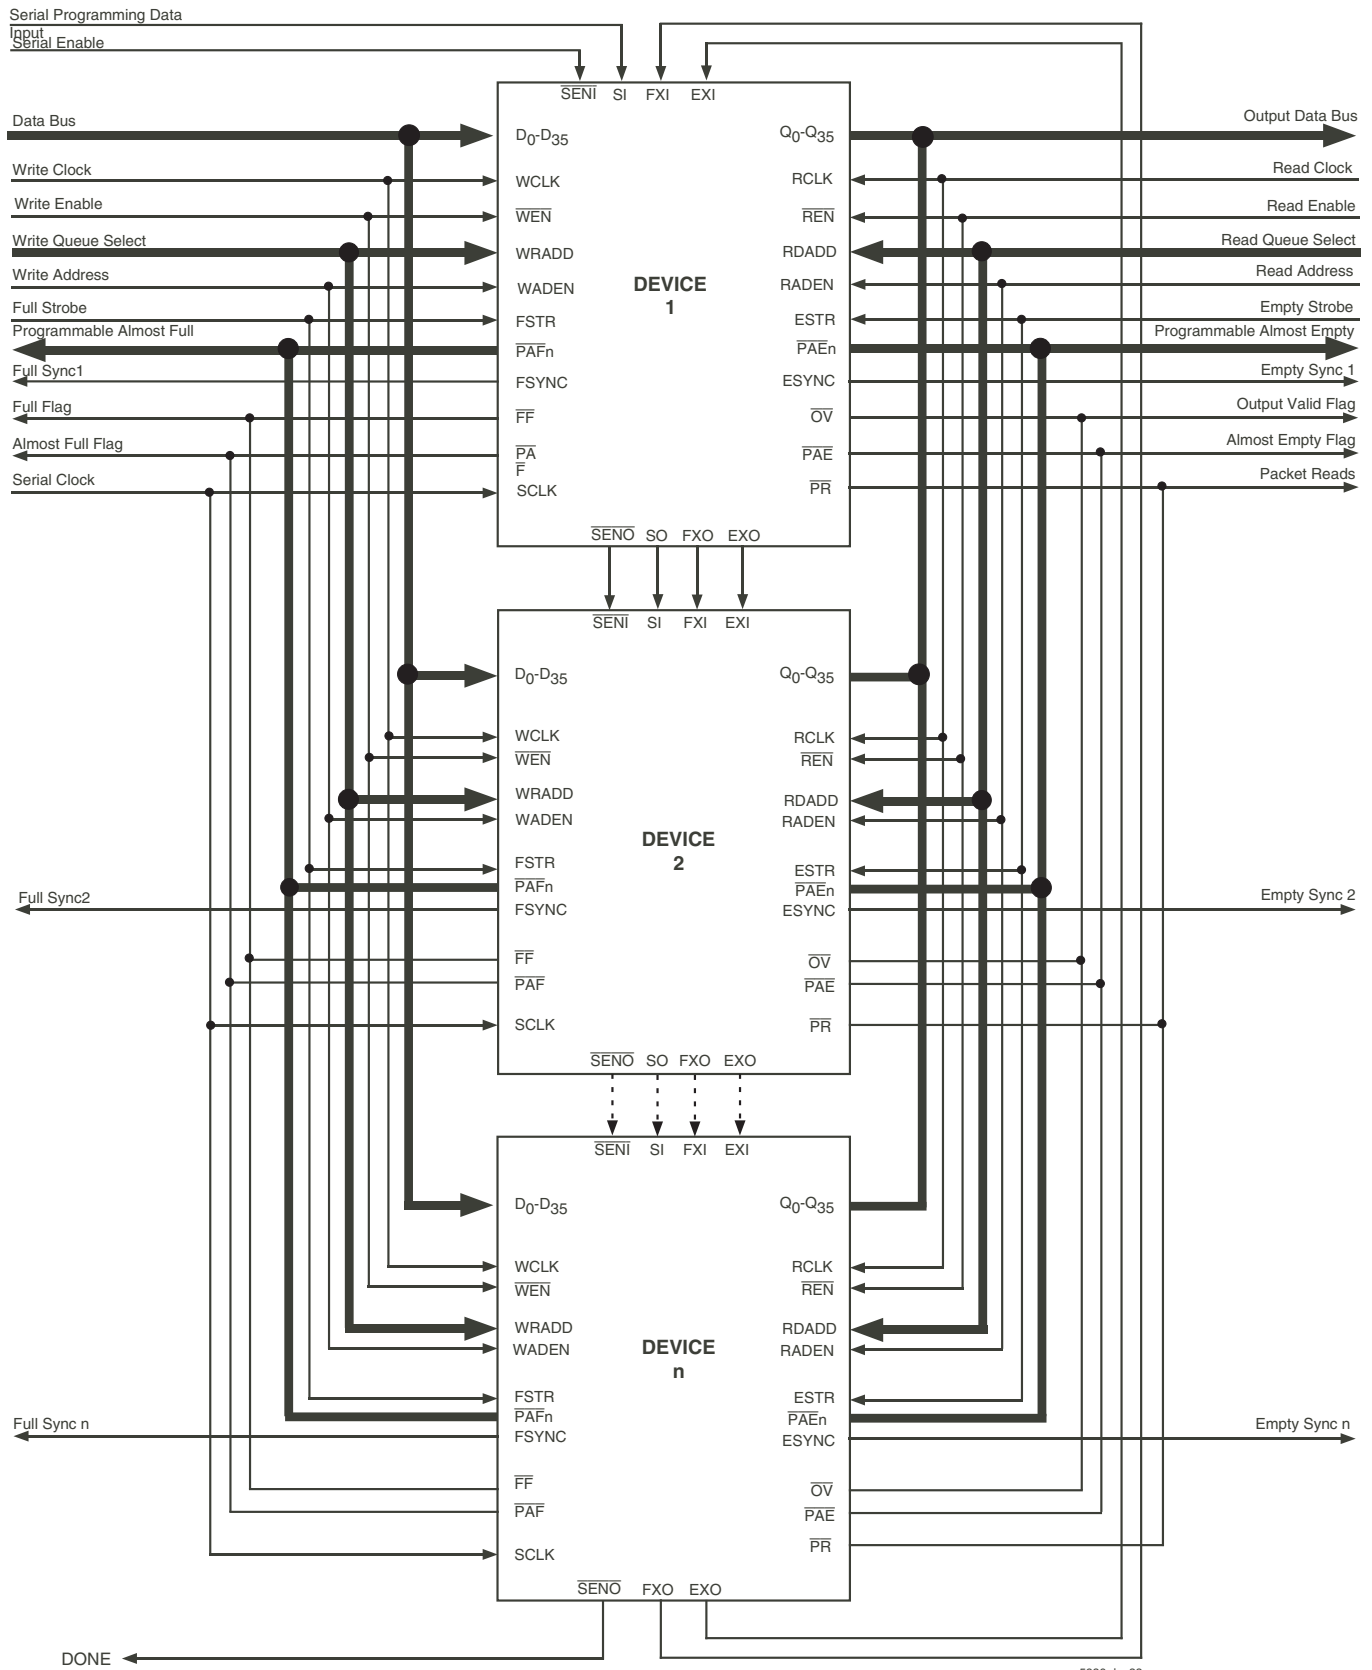 Serial Programming Data
Input
Serial Enable
SENI SI FXI EXI
Data Bus
D0-D35
Q0-Q35
Output Data Bus
Write Clock
WCLK
RCLK
Read Clock
Write Enable
WEN
REN
Read Enable
Write Queue Select
WRADD
RDADD
Read Queue Select
Write Address
WADEN
DEVICE
1
RADEN
Read Address
Full Strobe
FSTR
ESTR
Empty Strobe
Programmable Almost Full
PAFn
PAEn
Programmable Almost Empty
Full Sync1
FSYNC
ESYNC
Empty Sync 1
Full Flag
FF
OV
Output Valid Flag
Almost Full Flag
PA
F
PAE
Almost Empty Flag
Serial Clock
SCLK
PR
Packet Reads
SENO SO FXO EXO
SENI SI FXI EXI
D0-D35
Q0-Q35
WCLK
RCLK
WEN
REN
WRADD
RDADD
WADEN
RADEN
DEVICE
2
FSTR
ESTR
PAFn
PAEn
Full Sync2
FSYNC
ESYNC
Empty Sync 2
FF
OV
PAF
PAE
SCLK
PR
SENO SO FXO EXO
SENI SI FXI EXI
D0-D35
Q0-Q35
WCLK
RCLK
WEN
REN
WRADD
RDADD
WADEN
RADEN
DEVICE
n
FSTR
ESTR
PAFn
PAEn
Full Sync n
FSYNC
ESYNC
Empty Sync n
FF
OV
PAF
PAE
SCLK
PR
SENO FXO EXO
DONE